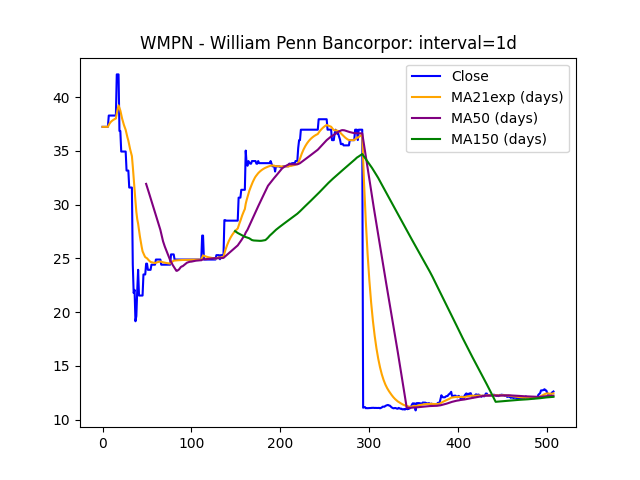 WMPN - William Penn Bancorpor: interval=1d
Close
MA21exp (days)
MA50 (days)
MA150 (days)
40
35
30
25
20
15
10
0 100 200 300 400 500